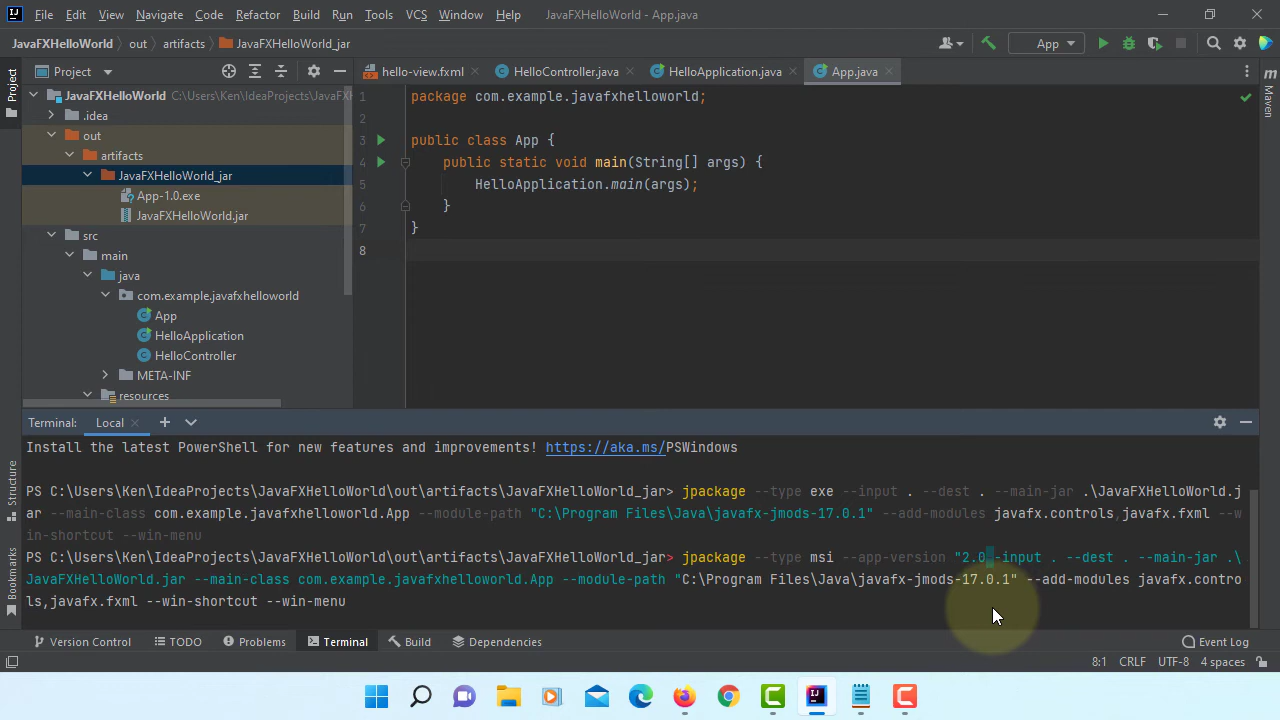 File Edit View Navigate Code Refactor Build Run Tools VCS Window Help JavaFXHelloWorld - App.java
JavaFXHelloWorld out artifacts JavaFXHelloWorld_jar App
Project
hello-view.fxml HelloController.java HelloApplication.java App.java
Project
Maven
JavaFXHelloWorld C:\Users\Ken\IdeaProjects\JavaFX
.idea
out
artifacts
JavaFXHelloWorld_jar
App-1.0.exe
JavaFXHelloWorld.jar
src
main
java
com.example.javafxhelloworld
App
HelloApplication
HelloController
META-INF
resources
1 package com.example.javafxhelloworld;
2
3 public class App {
4 public static void main(String[] args) {
5 HelloApplication.main(args);
6 }
7 }
8
Terminal: Local
Install the latest PowerShell for new features and improvements! https://aka.ms/PSWindows
PS C:\Users\Ken\IdeaProjects\JavaFXHelloWorld\out\artifacts\JavaFXHelloWorld_jar> jpackage --type exe --input . --dest . --main-jar .\JavaFXHelloWorld.j
ar --main-class com.example.javafxhelloworld.App --module-path "C:\Program Files\Java\javafx-jmods-17.0.1" --add-modules javafx.controls,javafx.fxml --w
in-shortcut --win-menu
PS C:\Users\Ken\IdeaProjects\JavaFXHelloWorld\out\artifacts\JavaFXHelloWorld_jar> jpackage --type msi --app-version "2.0--input . --dest . --main-jar .\
JavaFXHelloWorld.jar --main-class com.example.javafxhelloworld.App --module-path "C:\Program Files\Java\javafx-jmods-17.0.1" --add-modules javafx.contro
ls,javafx.fxml --win-shortcut --win-menu
Structure
Bookmarks
Version Control TODO Problems Terminal Build Dependencies Event Log
8:1 CRLF UTF-8 4 spaces